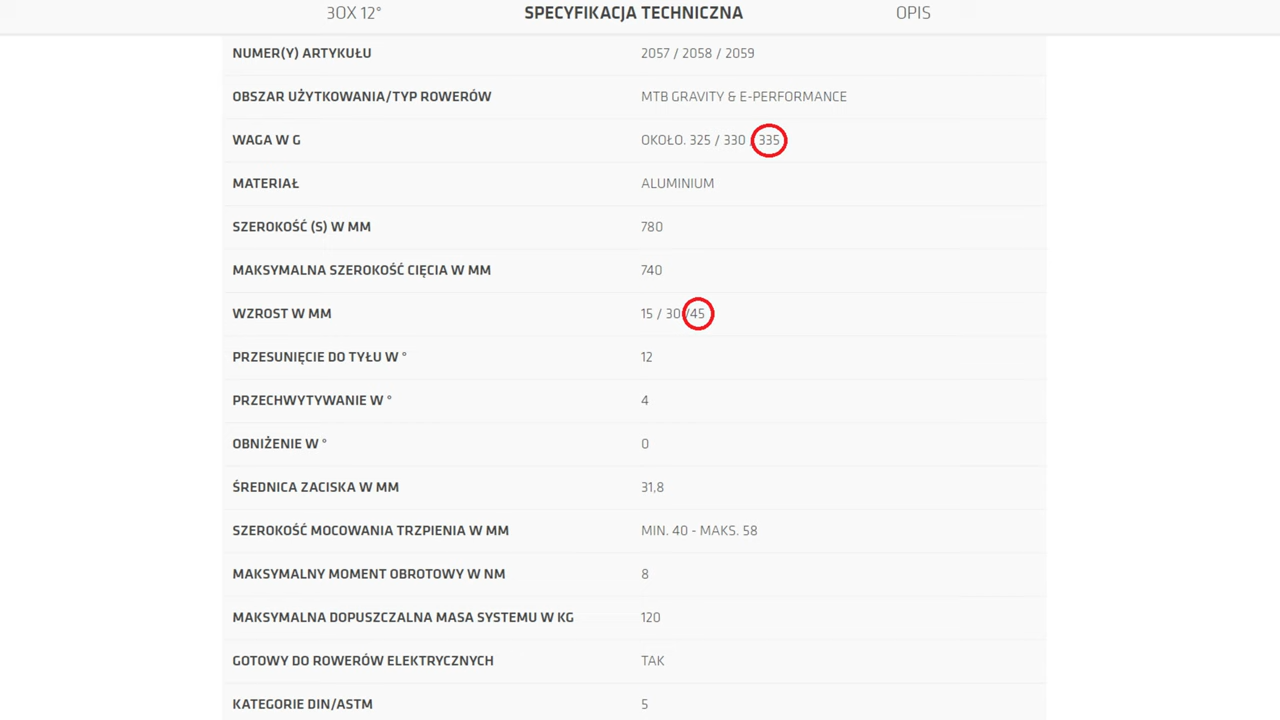 30X 12° SPECYFIKACJA TECHNICZNA OPIS
NUMER(Y) ARTYKUŁU 2057 / 2058 / 2059
OBSZAR UŻYTKOWANIA/TYP ROWERÓW MTB GRAVITY & E-PERFORMANCE
WAGA W G OKOŁO. 325 / 330 / 335
MATERIAŁ ALUMINIUM
SZEROKOŚĆ (S) W MM 780
MAKSYMALNA SZEROKOŚĆ CIĘCIA W MM 740
WZROST W MM 15 / 30 /45
PRZESUNIĘCIE DO TYŁU W ° 12
PRZECHWYTYWANIE W ° 4
OBNIŻENIE W ° 0
ŚREDNICA ZACISKA W MM 31,8
SZEROKOŚĆ MOCOWANIA TRZPIENIA W MM MIN. 40 - MAKS. 58
MAKSYMALNY MOMENT OBROTOWY W NM 8
MAKSYMALNA DOPUSZCZALNA MASA SYSTEMU W KG 120
GOTOWY DO ROWERÓW ELEKTRYCZNYCH TAK
KATEGORIE DIN/ASTM 5